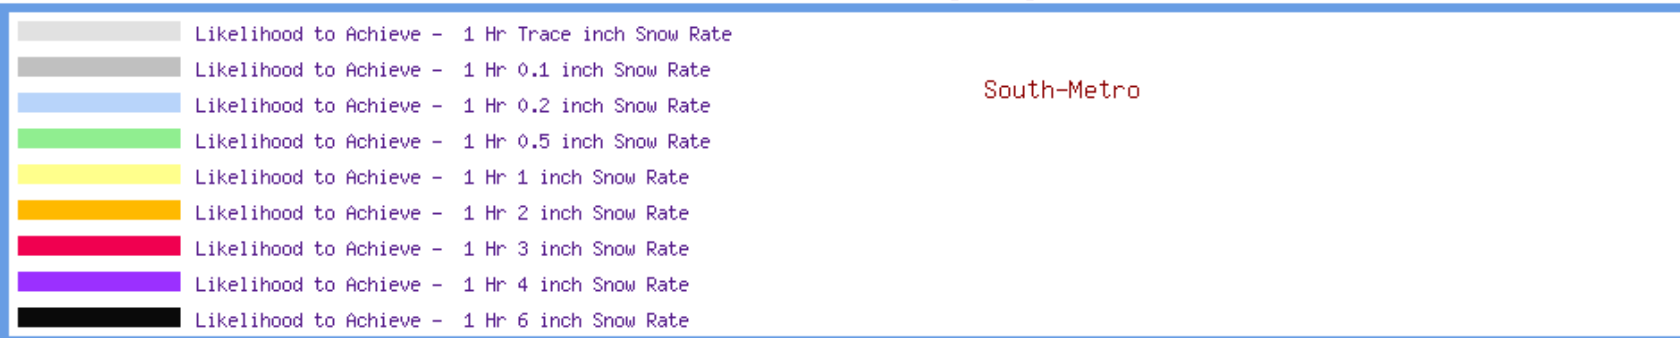 Likelihood to Achieve - 1 Hr Trace inch Snow Rate
Likelihood to Achieve - 1 Hr 0.1 inch Snow Rate
South-Metro
Likelihood to Achieve - 1 Hr 0.2 inch Snow Rate
Likelihood to Achieve - 1 Hr 0.5 inch Snow Rate
Likelihood to Achieve - 1 Hr 1 inch Snow Rate
Likelihood to Achieve - 1 Hr 2 inch Snow Rate
Likelihood to Achieve - 1 Hr 3 inch Snow Rate
Likelihood to Achieve - 1 Hr 4 inch Snow Rate
Likelihood to Achieve - 1 Hr 6 inch Snow Rate